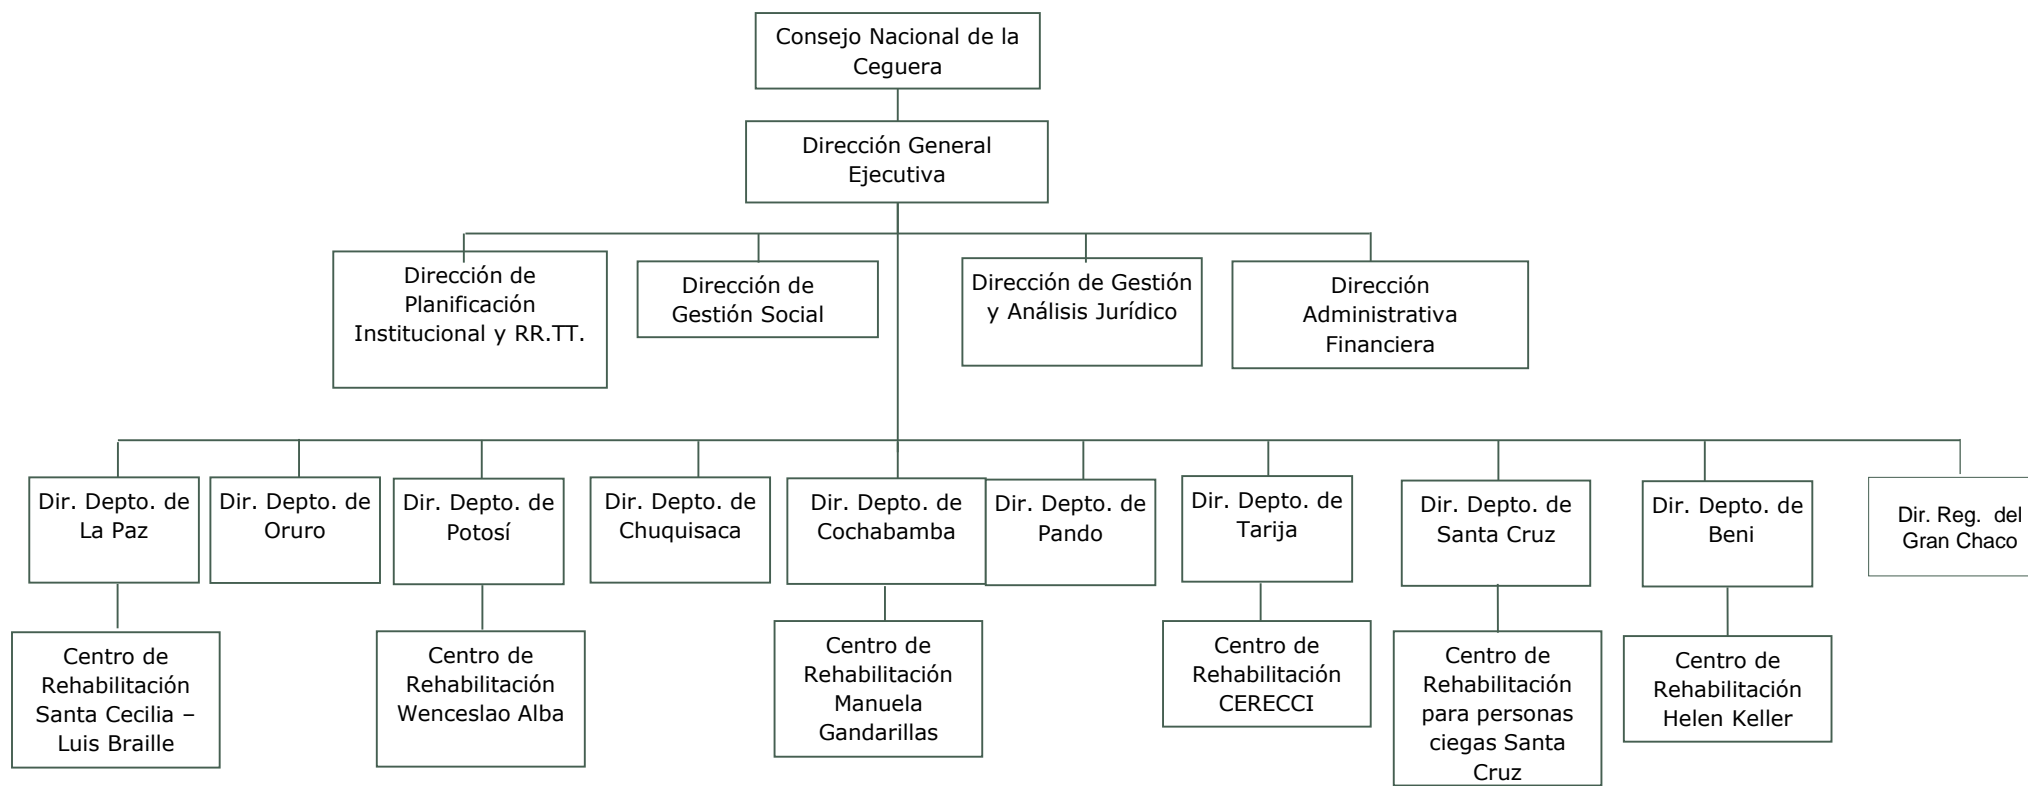 Consejo Nacional de la
Ceguera
Dirección General
Ejecutiva
Dirección de
Planificación
Institucional y RR.TT.
Dirección de
Gestión Social
Dirección de Gestión
y Análisis Jurídico
Dirección
Administrativa
Financiera
Dir. Depto. de
La Paz
Dir. Depto. de
Oruro
Dir. Depto. de
Potosí
Dir. Depto. de
Chuquisaca
Dir. Depto. de
Cochabamba
Dir. Depto. de
Pando
Dir. Depto. de
Tarija
Dir. Depto. de
Santa Cruz
Dir. Depto. de
Beni
Dir. Reg. del
Gran Chaco
Centro de
Rehabilitación
Santa Cecilia –
Luis Braille
Centro de
Rehabilitación
Wenceslao Alba
Centro de
Rehabilitación
Manuela
Gandarillas
Centro de
Rehabilitación
CERECCI
Centro de
Rehabilitación
para personas
ciegas Santa
Cruz
Centro de
Rehabilitación
Helen Keller